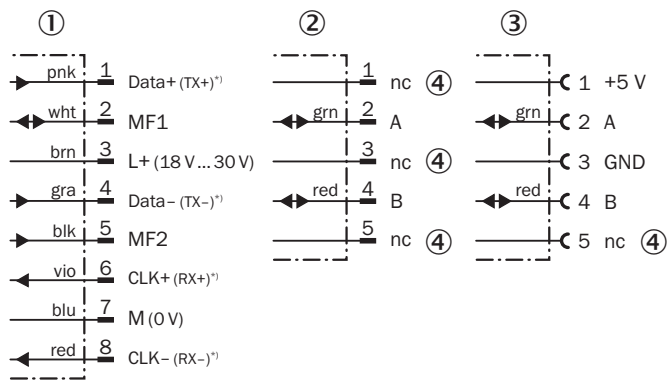 ① ② ③
pnk 1 Data+ (TX+)*)
wht 2 MF1
brn 3 L+ (18 V... 30 V)
gra 4 Data– (TX–)*)
blk 5 MF2
vio 6 CLK+ (RX+)*)
blu 7 M (0 V)
red 8 CLK– (RX–)*)
1 nc ④
grn 2 A
3 nc ④
red 4 B
5 nc ④
1 +5 V
grn 2 A
3 GND
red 4 B
5 nc ④